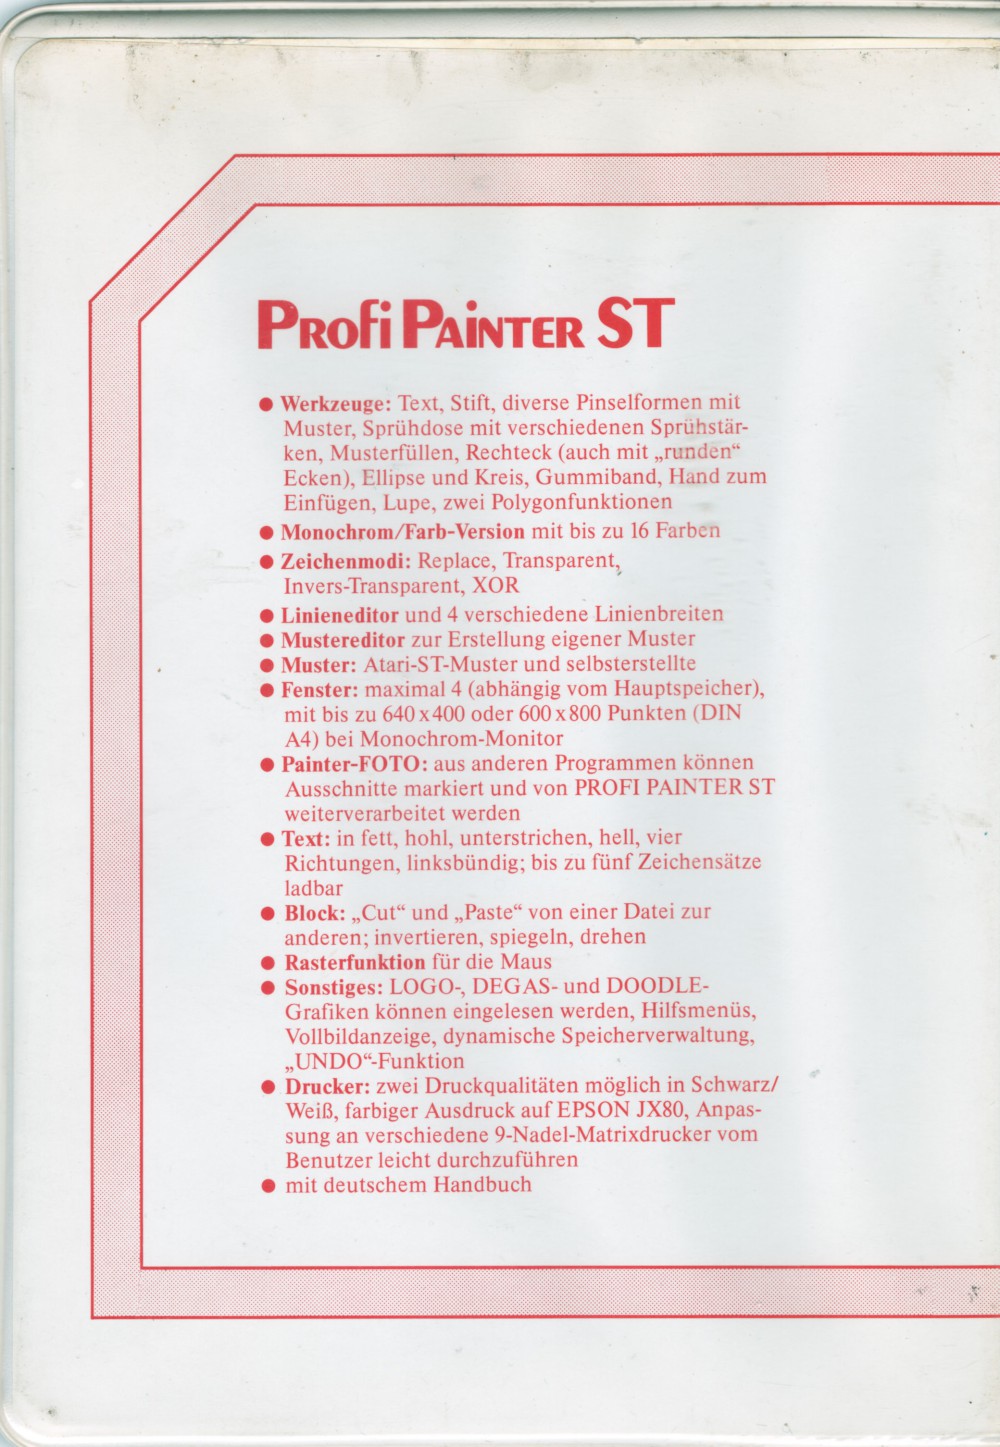 Profi Painter ST
● Werkzeuge: Text, Stift, diverse Pinselformen mit
Muster, Sprühdose mit verschiedenen Sprühstär-
ken, Musterfüllen, Rechteck (auch mit „runden“
Ecken), Ellipse und Kreis, Gummiband, Hand zum
Einfügen, Lupe, zwei Polygonfunktionen
● Monochrom/Farb-Version mit bis zu 16 Farben
● Zeichenmodi: Replace, Transparent,
Invers-Transparent, XOR
● Linieneditor und 4 verschiedene Linienbreiten
● Mustereditor zur Erstellung eigener Muster
● Muster: Atari-ST-Muster und selbsterstellte
● Fenster: maximal 4 (abhängig vom Hauptspeicher),
mit bis zu 640 x 400 oder 600 x 800 Punkten (DIN
A4) bei Monochrom-Monitor
● Painter-FOTO: aus anderen Programmen können
Ausschnitte markiert und von PROFI PAINTER ST
weiterverarbeitet werden
● Text: in fett, hohl, unterstrichen, hell, vier
Richtungen, linksbündig; bis zu fünf Zeichensätze
ladbar
● Block: „Cut“ und „Paste“ von einer Datei zur
anderen; invertieren, spiegeln, drehen
● Rasterfunktion für die Maus
● Sonstiges: LOGO-, DEGAS- und DOODLE-
Grafiken können eingelesen werden, Hilfsmenüs,
Vollbildanzeige, dynamische Speicherverwaltung,
„UNDO“-Funktion
● Drucker: zwei Druckqualitäten möglich in Schwarz/
Weiß, farbiger Ausdruck auf EPSON JX80, Anpas-
sung an verschiedene 9-Nadel-Matrixdrucker vom
Benutzer leicht durchzuführen
● mit deutschem Handbuch